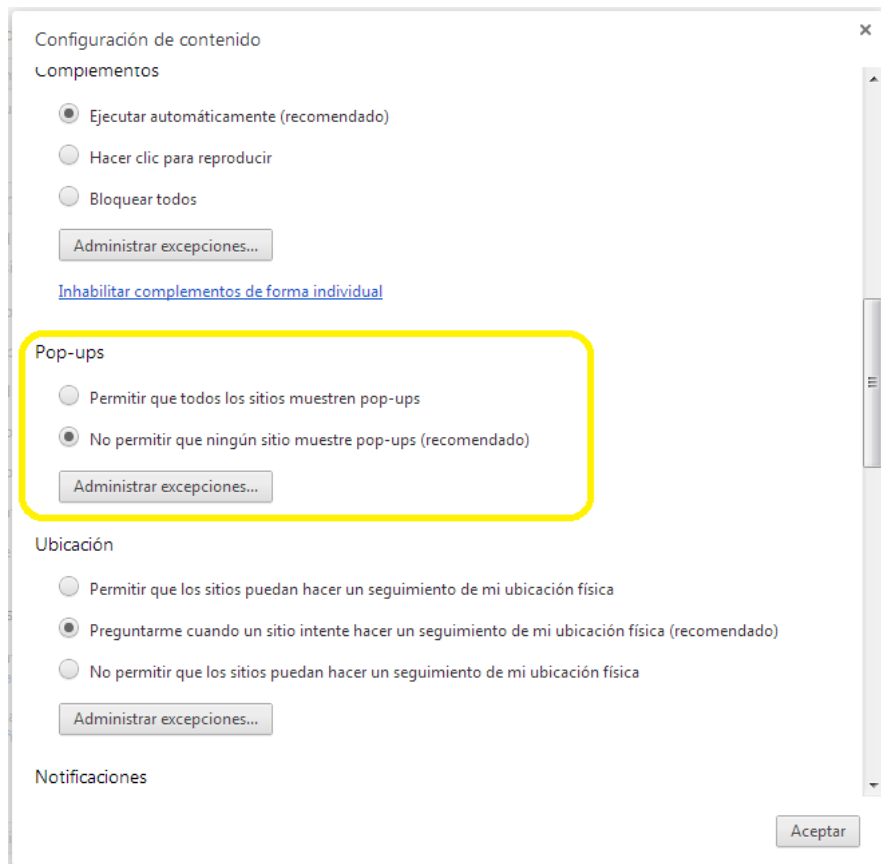 Configuración de contenido
Complementos
Ejecutar automáticamente (recomendado)
Hacer clic para reproducir
Bloquear todos
Administrar excepciones...
Inhabilitar complementos de forma individual
Pop-ups
Permitir que todos los sitios muestren pop-ups
No permitir que ningún sitio muestre pop-ups (recomendado)
Administrar excepciones...
Ubicación
Permitir que los sitios puedan hacer un seguimiento de mi ubicación física
Preguntarme cuando un sitio intente hacer un seguimiento de mi ubicación física (recomendado)
No permitir que los sitios puedan hacer un seguimiento de mi ubicación física
Administrar excepciones...
Notificaciones
Aceptar